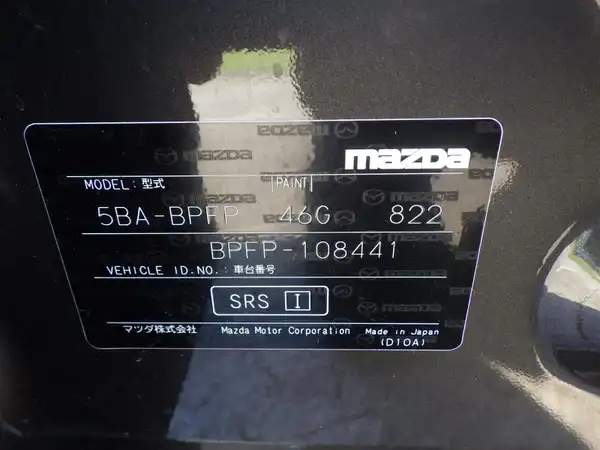 mazda
MODEL: 型式 PAINT
5BA-BPFP 46G 822
BPFP-108441
VEHICLE ID.NO.: 車台番号
SRS I
マツダ株式会社 Mazda Motor Corporation Made in Japan
(D10A)